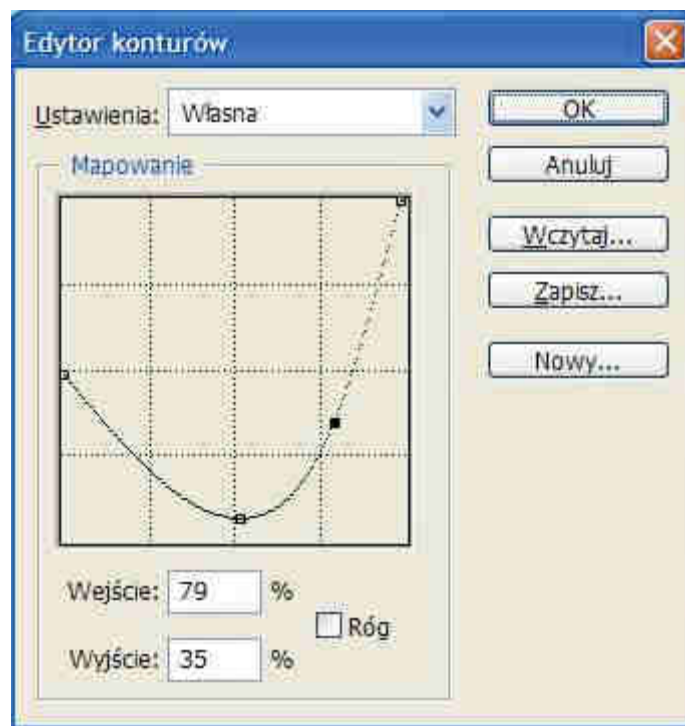 Edytor konturów
Ustawienia: Własna
OK
Mapowanie
Anuluj
Wczytaj...
Zapisz...
Nowy...
Wejście: 79 %
Róg
Wyjście: 35 %